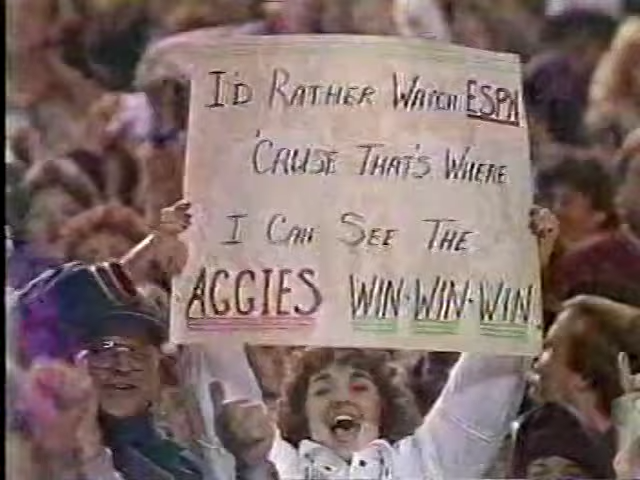 I'D RATHER WATCH ESPN
'CAUSE THAT'S WHERE
I CAN SEE THE
AGGIES WIN·WIN·WIN